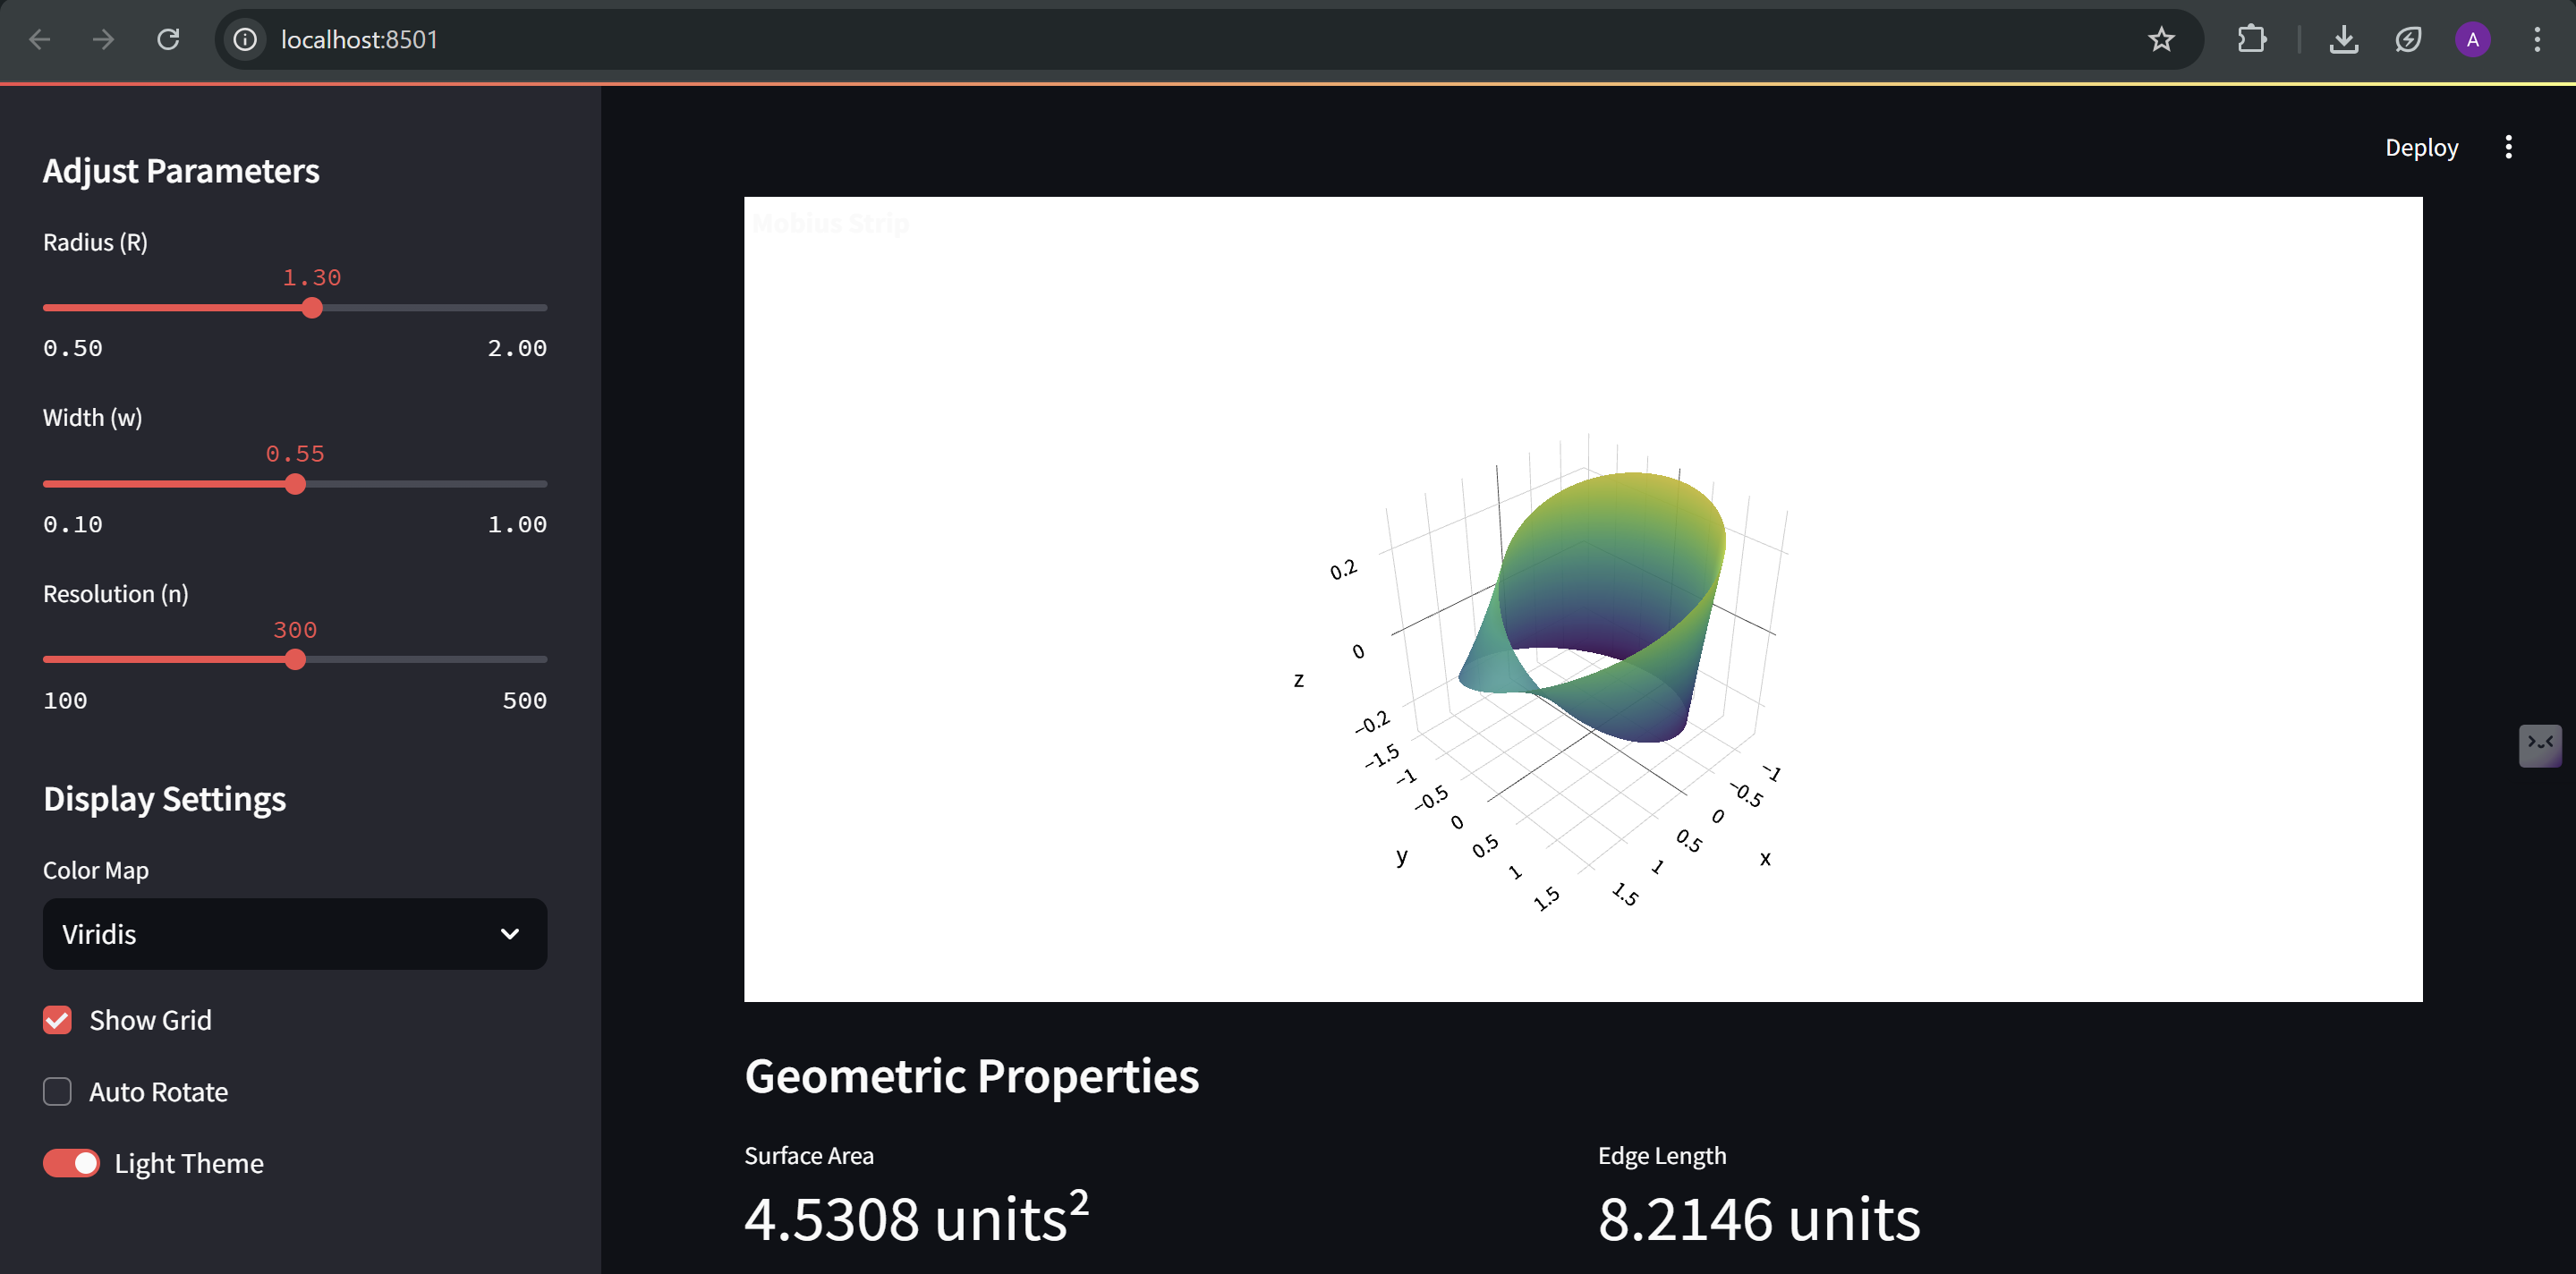 localhost:8501
A
Deploy
Adjust Parameters
Radius (R)
1.30
0.50 2.00
Width (w)
0.55
0.10 1.00
Resolution (n)
300
100 500
Display Settings
Color Map
Viridis
Show Grid
Auto Rotate
Light Theme
Mobius Strip
0.2
0
−0.2
z
−1.5
−1
−0.5
0
0.5
1
1.5
y
−1
−0.5
0
0.5
1
1.5
x
Geometric Properties
Surface Area
4.5308 units²
Edge Length
8.2146 units